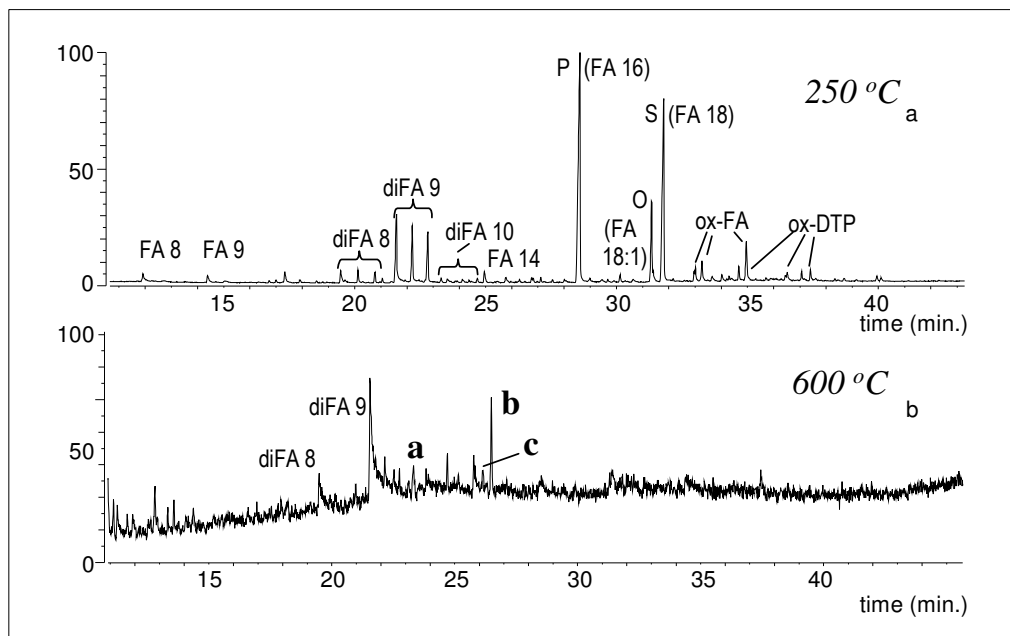 100
50
0
P (FA 16)
250 °C a
S (FA 18)
diFA 9
O
ox-FA
ox-DTP
FA 8
FA 9
diFA 8
diFA 10
FA 14
(FA
18:1)
15 20 25 30 35 40
time (min.)
100
50
0
600 °C b
diFA 9
b
diFA 8
a
c
15 20 25 30 35 40
time (min.)